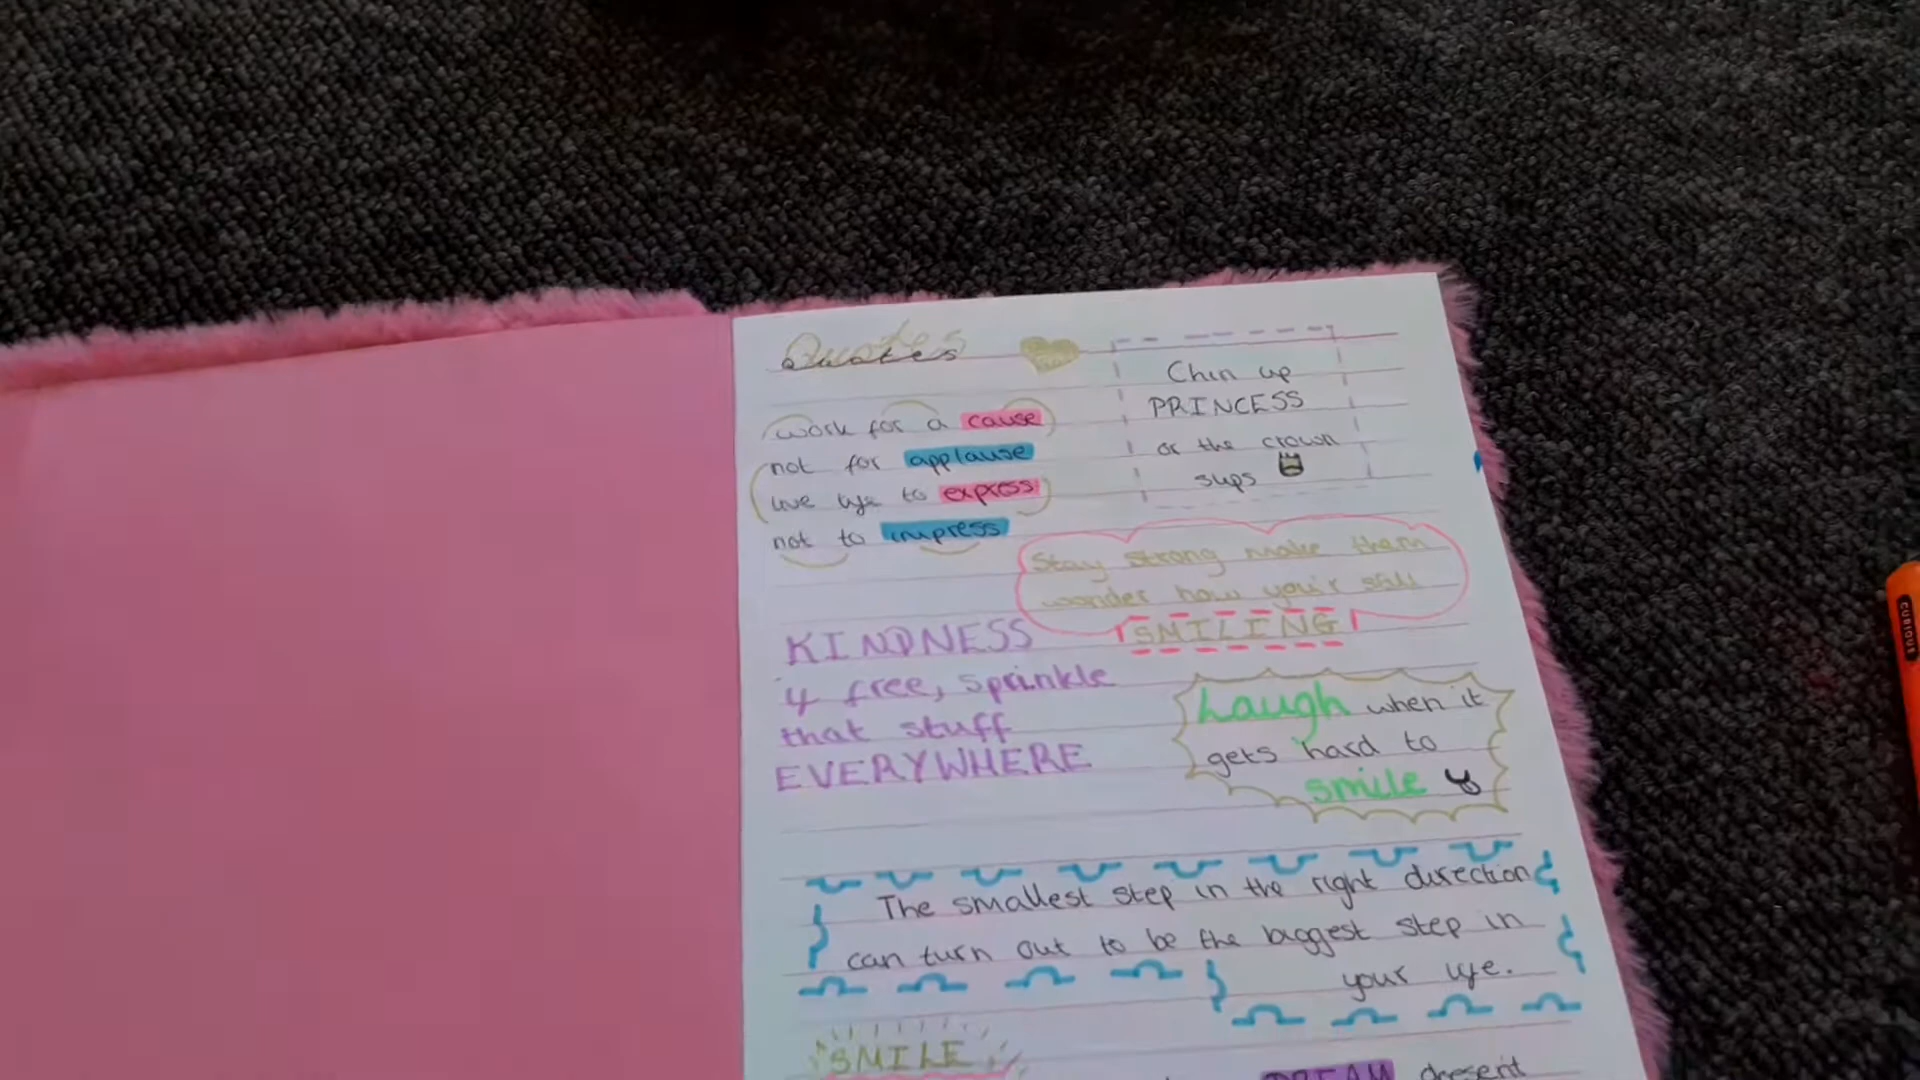 Quotes
work for a cause
not for applause
live life to express
not to impress
Chin up
PRINCESS
or the crown
slips
Stay strong make them
wonder how you'r still
SMILING
KINDNESS
4 free, sprinkle
that stuff
EVERYWHERE
Laugh when it
gets hard to
smile
The smallest step in the right direction
can turn out to be the biggest step in
your life.
SMILE
DREAM doesent
CURIOUS